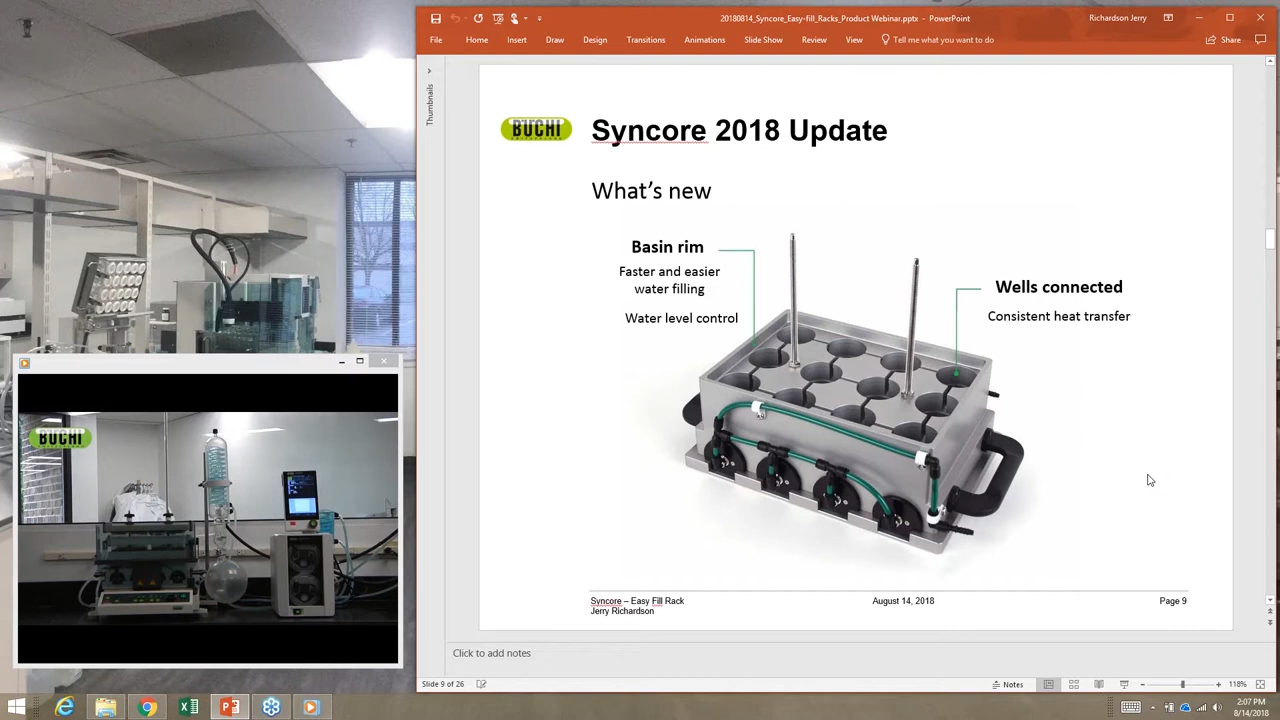 20180814_Syncore_Easy-fill_Racks_Product Webinar.pptx - PowerPoint
Richardson Jerry
File Home Insert Draw Design Transitions Animations Slide Show Review View Tell me what you want to do Share
Thumbnails
BUCHI
Syncore 2018 Update
What's new
Basin rim
Faster and easier
water filling
Water level control
Wells connected
Consistent heat transfer
BUCHI
Syncore – Easy Fill Rack
Jerry Richardson
August 14, 2018
Page 9
Click to add notes
Slide 9 of 26
Notes
118%
2:07 PM
8/14/2018